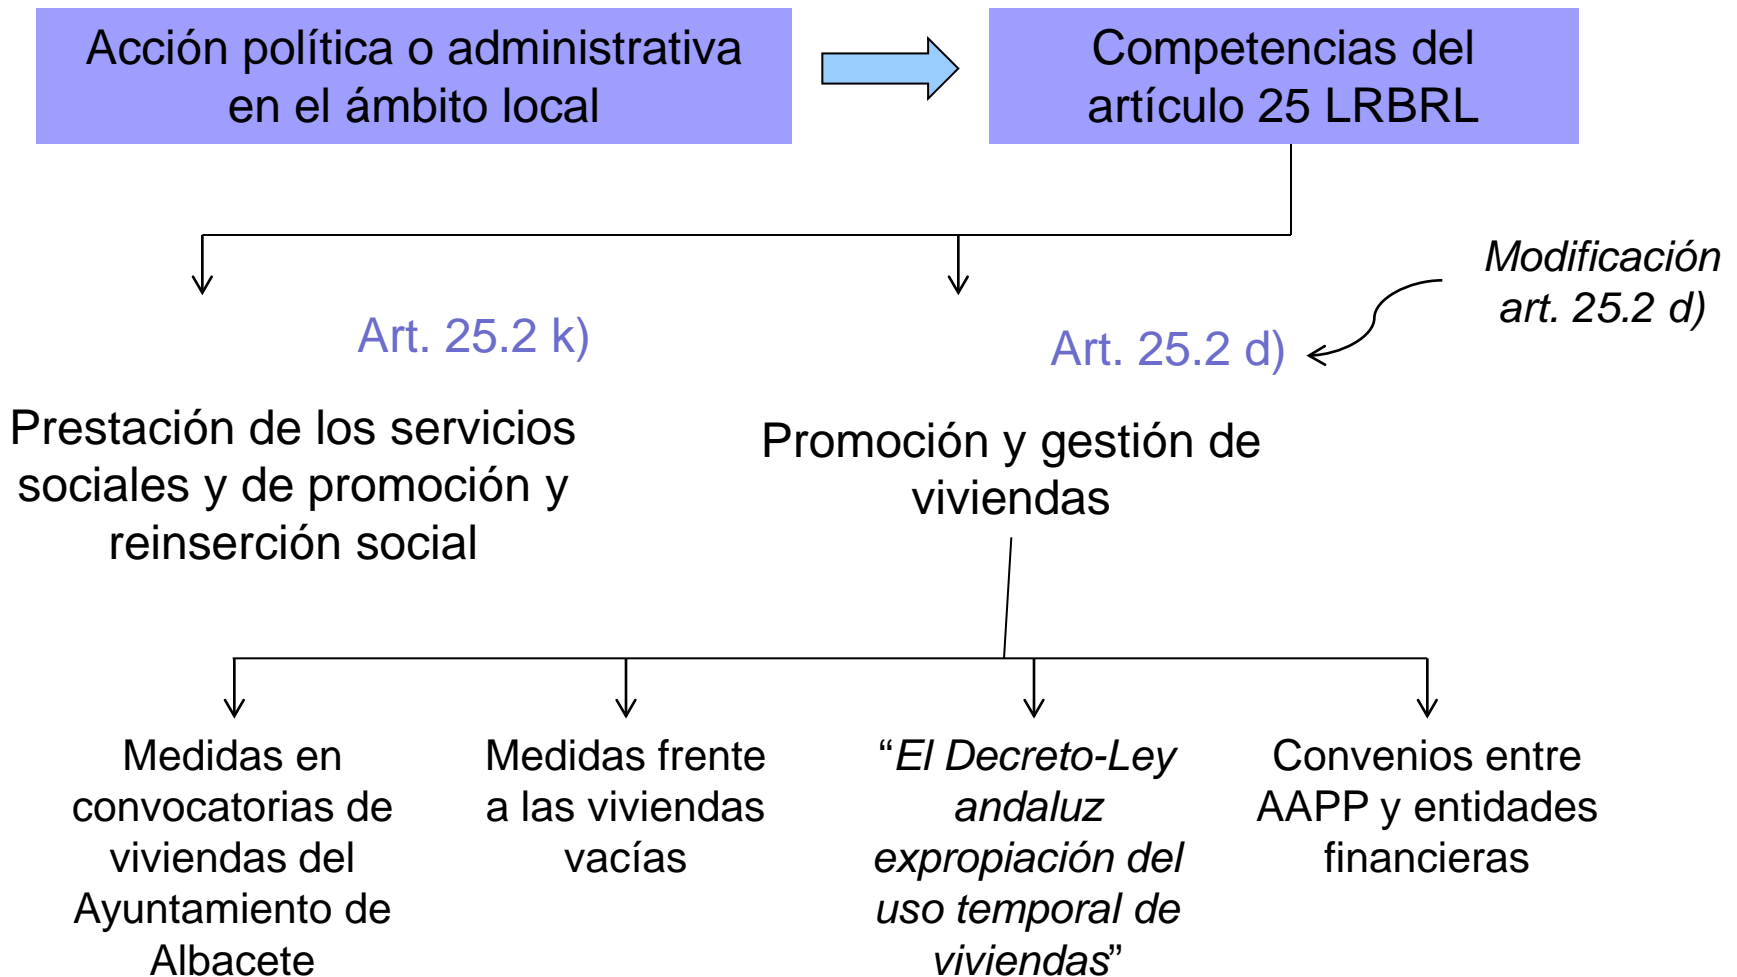 Acción política o administrativa
en el ámbito local
Competencias del
artículo 25 LRBRL
Modificación
art. 25.2 d)
Art. 25.2 k)
Art. 25.2 d)
Prestación de los servicios
sociales y de promoción y
reinserción social
Promoción y gestión de
viviendas
Medidas en
convocatorias de
viviendas del
Ayuntamiento de
Albacete
Medidas frente
a las viviendas
vacías
“El Decreto-Ley
andaluz
expropiación del
uso temporal de
viviendas”
Convenios entre
AAPP y entidades
financieras